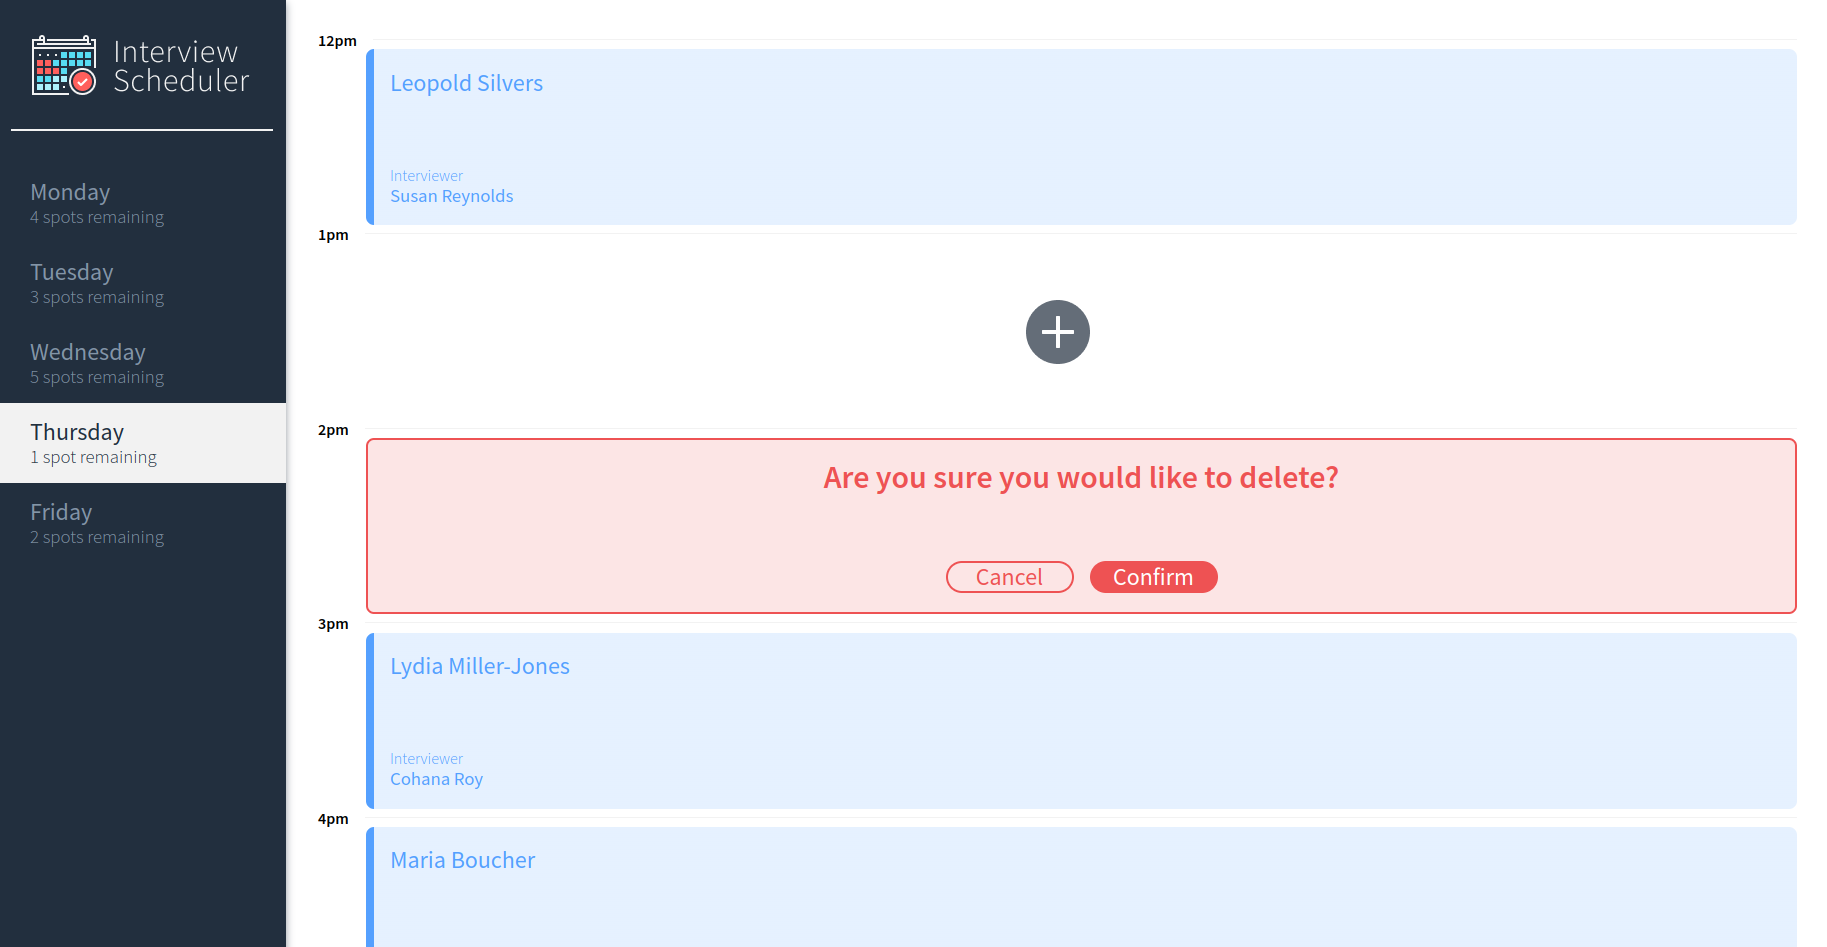 Interview
Scheduler
Monday
4 spots remaining
Tuesday
3 spots remaining
Wednesday
5 spots remaining
Thursday
1 spot remaining
Friday
2 spots remaining
12pm
Leopold Silvers
Interviewer
Susan Reynolds
1pm
2pm
Are you sure you would like to delete?
Cancel Confirm
3pm
Lydia Miller-Jones
Interviewer
Cohana Roy
4pm
Maria Boucher